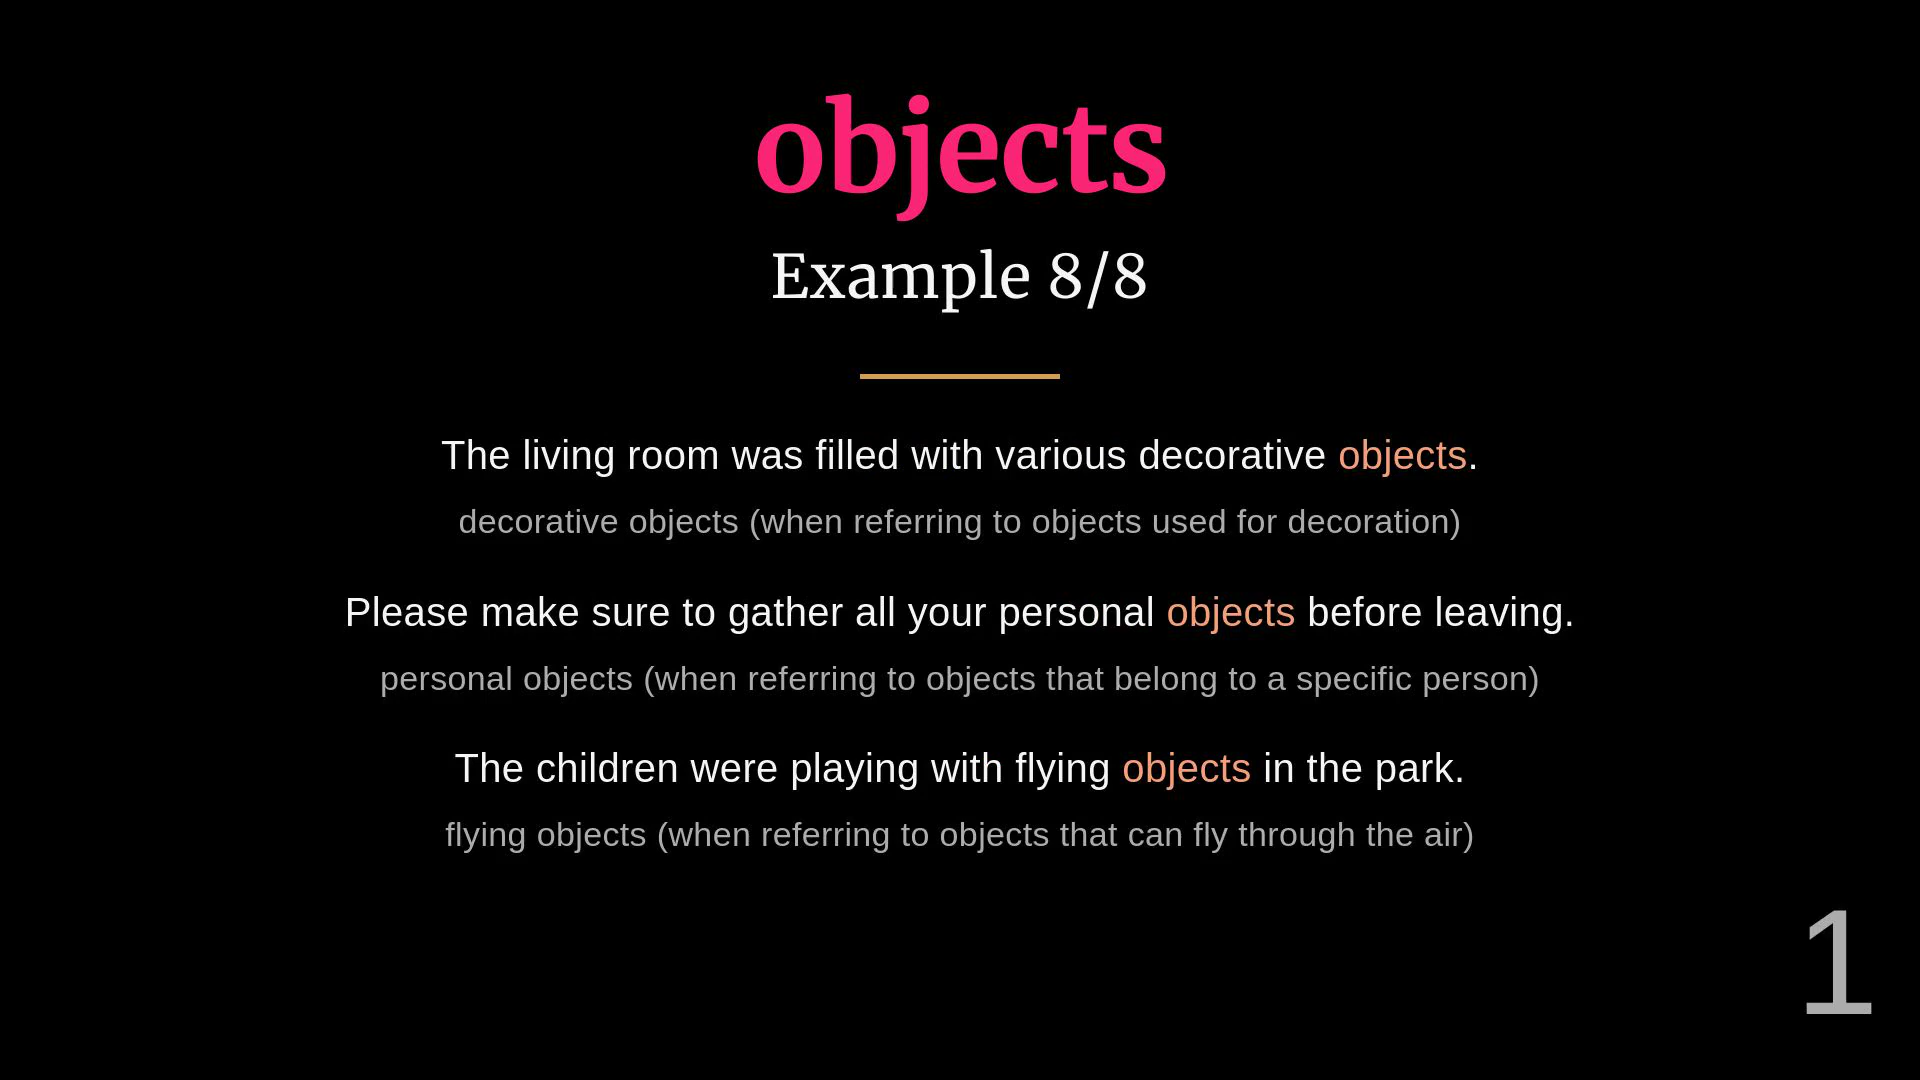 objects
Example 8/8
The living room was filled with various decorative objects.
decorative objects (when referring to objects used for decoration)
Please make sure to gather all your personal objects before leaving.
personal objects (when referring to objects that belong to a specific person)
The children were playing with flying objects in the park.
flying objects (when referring to objects that can fly through the air)
1